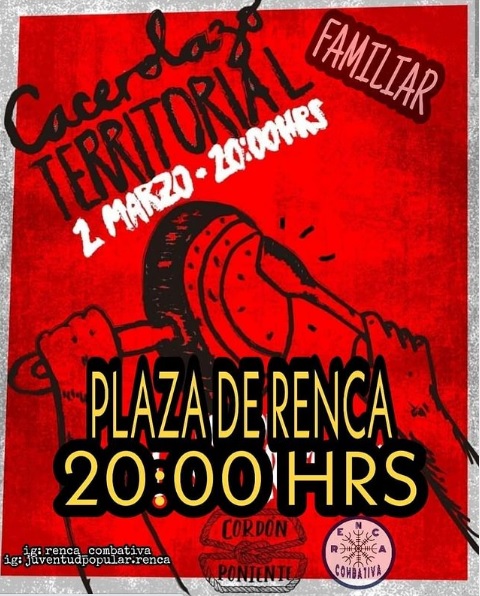 Cacerolazo
TERRITORIAL
FAMILIAR
2 MARZO • 20:00HRS
PLAZA DE RENCA
20:00 HRS
CORDÓN
PONIENTE
RENCA
COMBATIVA
ig: renca_combativa
ig: juventudpopular.renca